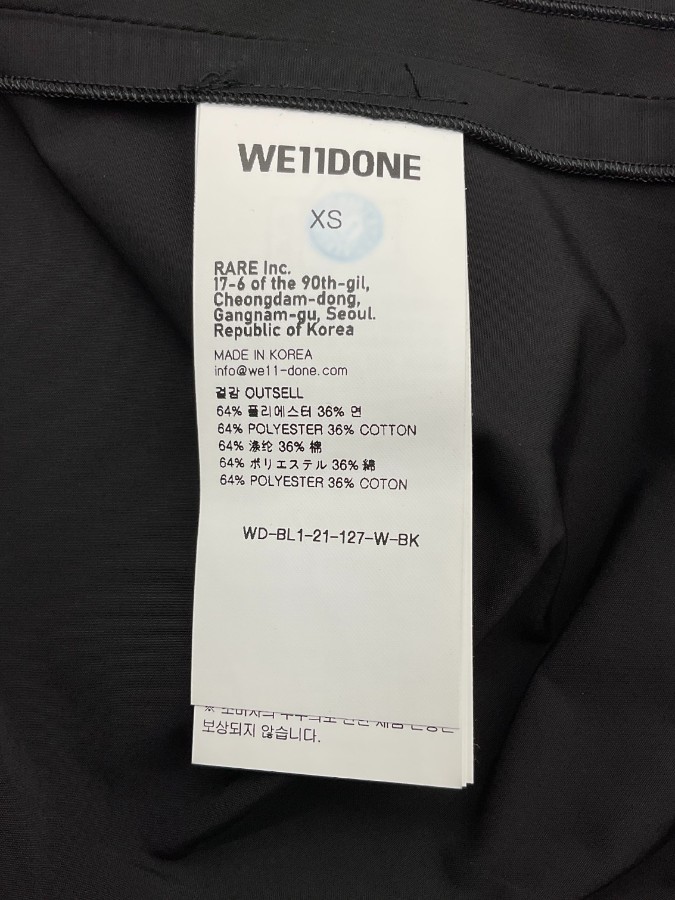 WE11DONE
XS
RARE Inc.
17-6 of the 90th-gil,
Cheongdam-dong,
Gangnam-gu, Seoul.
Republic of Korea
MADE IN KOREA
info@we11-done.com
겉감 OUTSELL
64% 폴리에스터 36% 면
64% POLYESTER 36% COTTON
64% 涤纶 36% 棉
64% ポリエステル 36% 綿
64% POLYESTER 36% COTON
WD-BL1-21-127-W-BK
보상되지 않습니다.